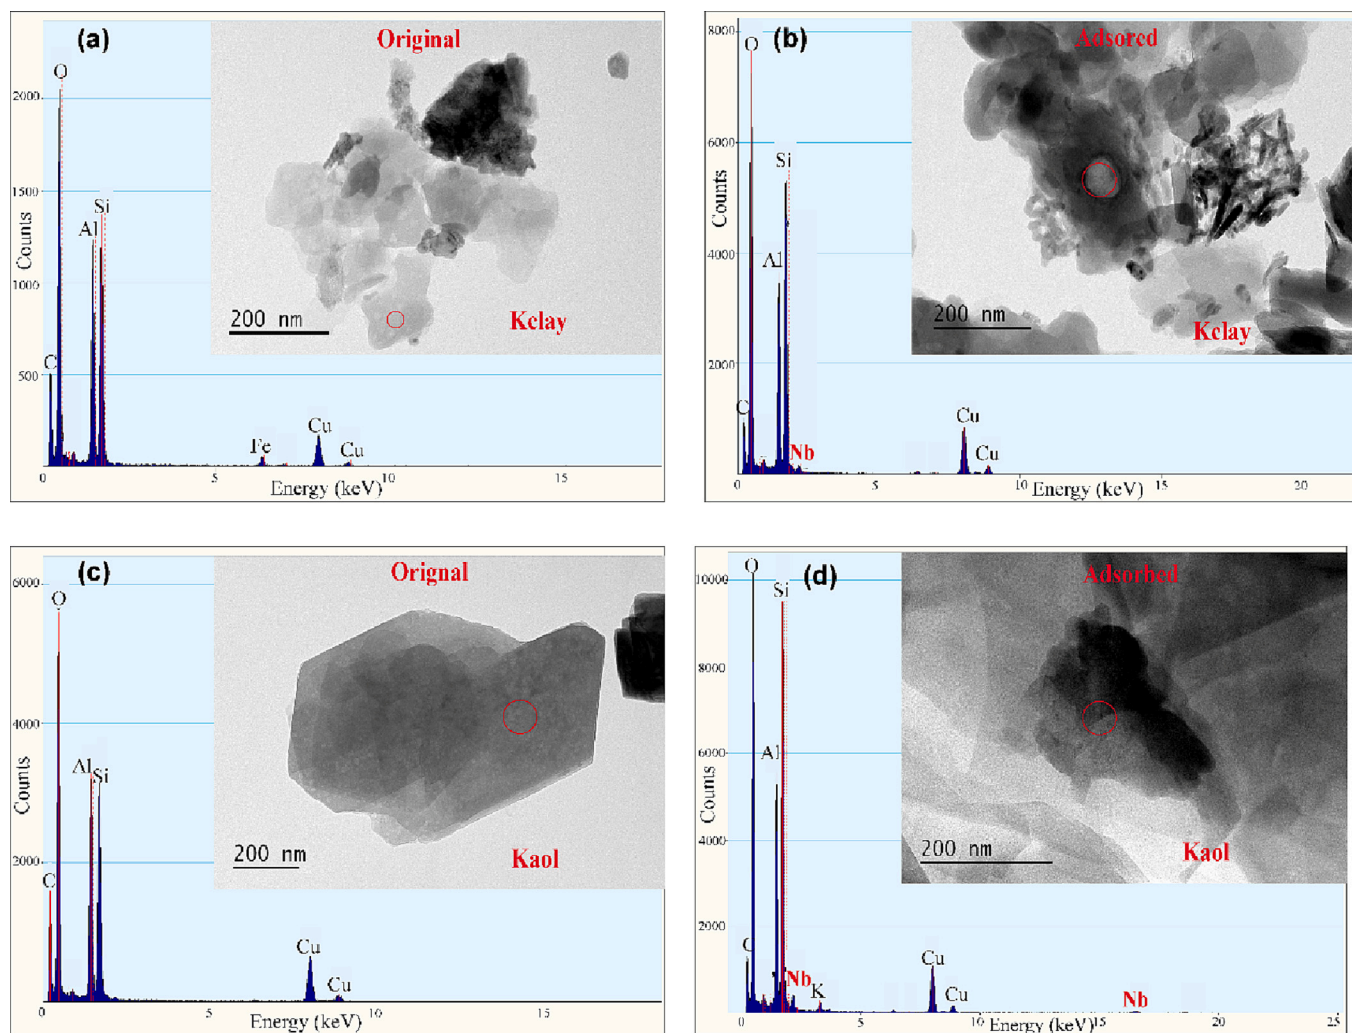 (a)
Original
O
2000
1500
Si
Al
Counts
1000
200 nm
Kclay
C
500
Fe
Cu
Cu
0
5
10
15
Energy (keV)
(b)
Adsored
8000
O
6000
Si
Counts
Al
4000
200 nm
Kclay
2000
C
Nb
Cu
Cu
0
0
5
10
15
20
Energy (keV)
(c)
Orignal
6000
O
4000
Al
Si
Counts
200 nm
Kaol
2000
C
Cu
Cu
0
0
5
10
15
Energy (keV)
(d)
Adsorbed
O
10000
Si
8000
Al
6000
Counts
200 nm
Kaol
4000
2000
C
Nb
K
Cu
Cu
Nb
0
0
5
10
15
20
25
Energy (keV)